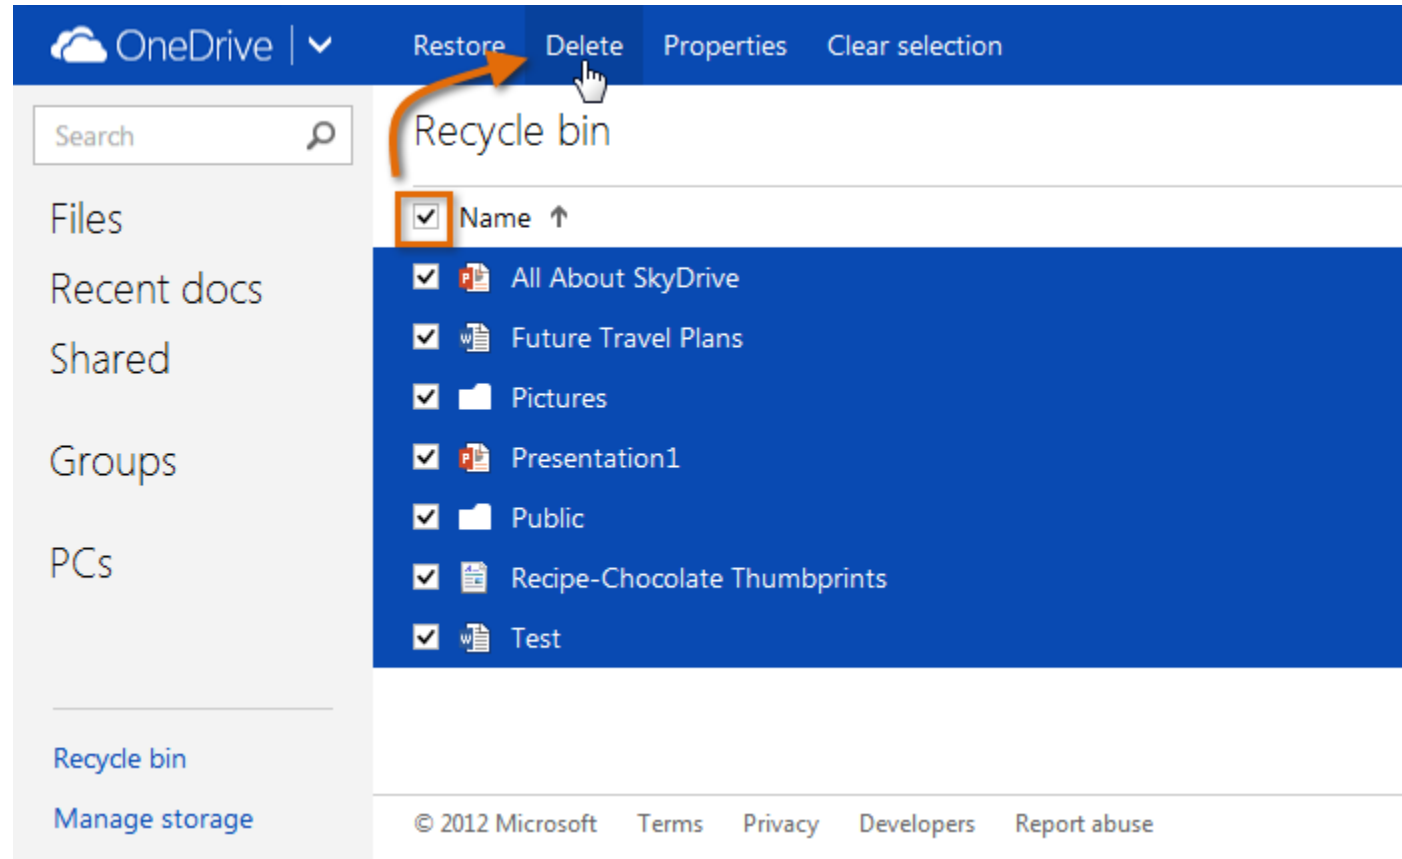 OneDrive
Restore Delete Properties Clear selection
Search
Files
Recent docs
Shared
Groups
PCs
Recycle bin
Manage storage
Recycle bin
Name
All About SkyDrive
Future Travel Plans
Pictures
Presentation1
Public
Recipe-Chocolate Thumbprints
Test
© 2012 Microsoft Terms Privacy Developers Report abuse